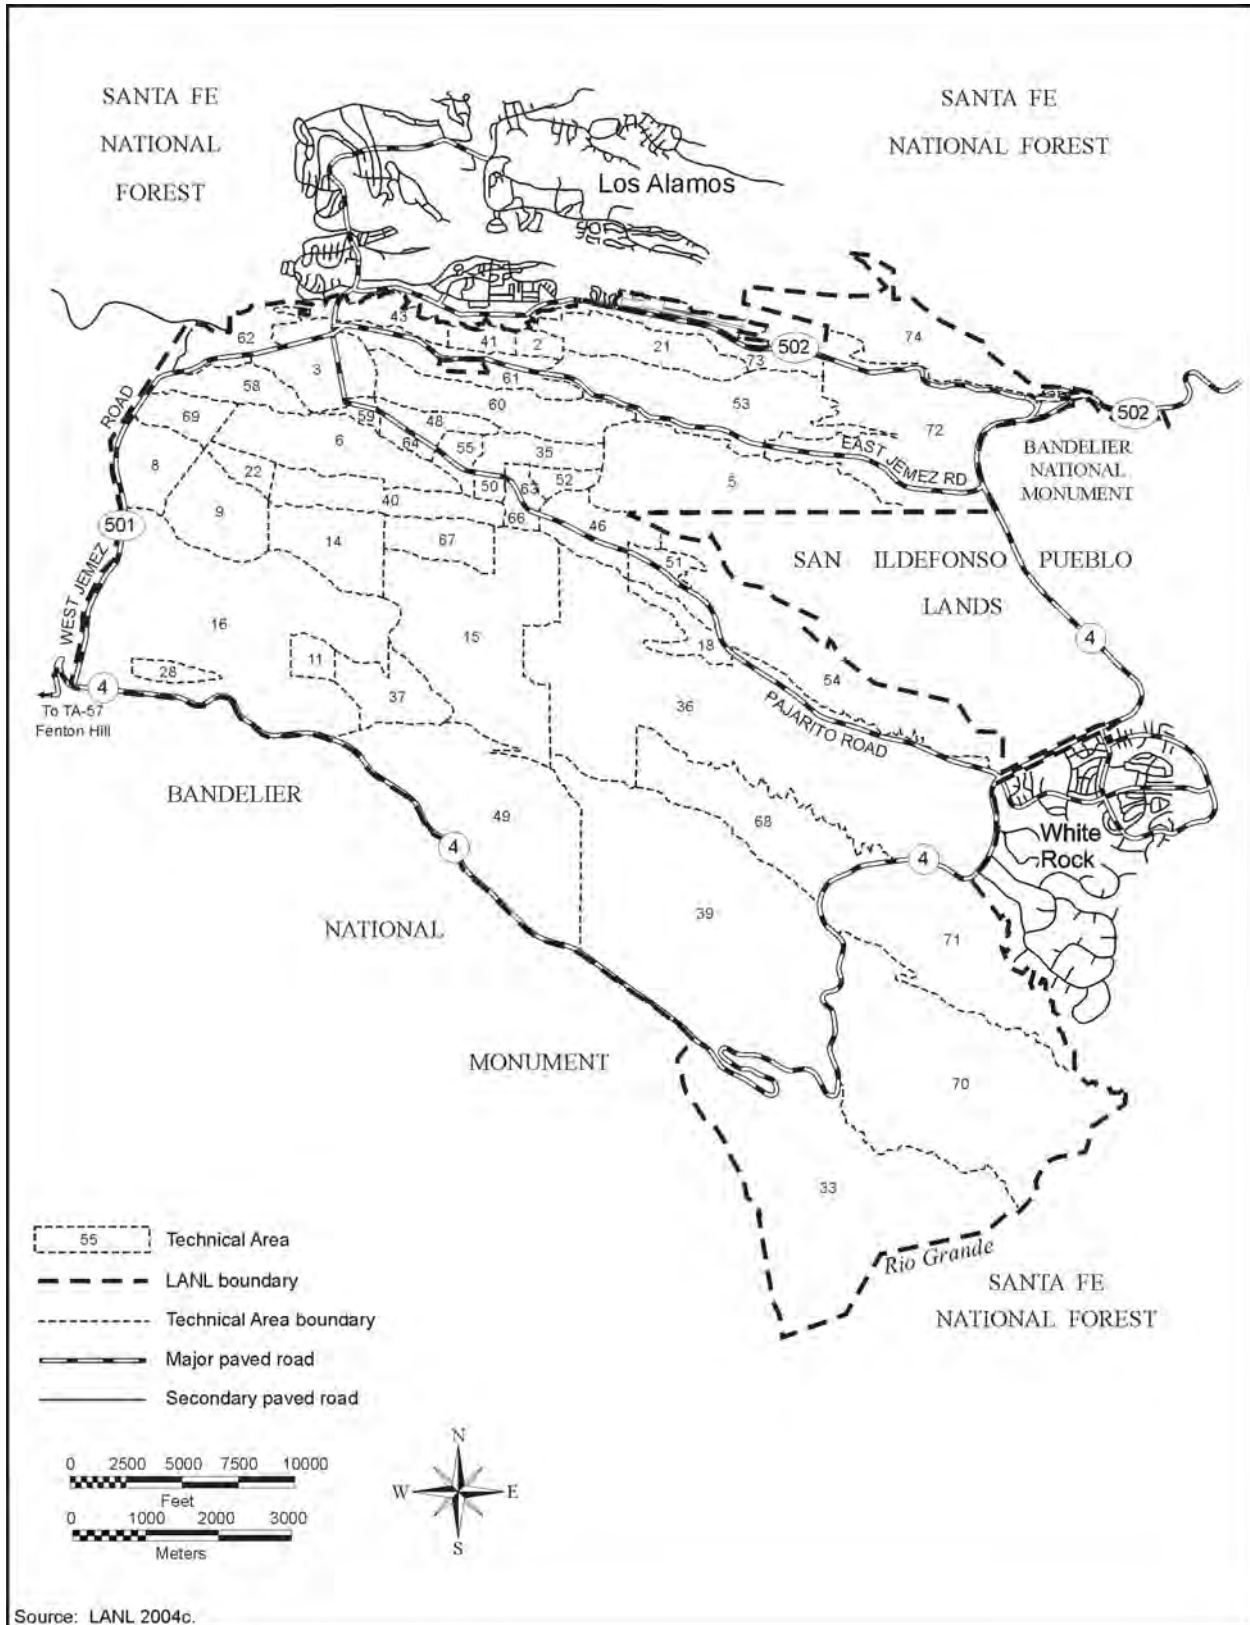 SANTA FE
NATIONAL
FOREST
SANTA FE
NATIONAL FOREST
Los Alamos
43
62
41
2
21
73
502
74
3
61
58
60
53
502
69
59
48
72
BANDELIER
NATIONAL
MONUMENT
6
64
55
35
EAST JEMEZ RD
ROAD
8
22
50
63
52
5
40
9
66
46
501
14
67
51
SAN ILDEFONSO PUEBLO
LANDS
WEST JEMEZ
16
15
18
4
28
11
54
4
37
36
To TA-57
Fenton Hill
PAJARITO ROAD
BANDELIER
49
68
White
Rock
4
4
NATIONAL
39
71
MONUMENT
70
33
Rio Grande
SANTA FE
NATIONAL FOREST
55 Technical Area
LANL boundary
Technical Area boundary
Major paved road
Secondary paved road
0 2500 5000 7500 10000
Feet
0 1000 2000 3000
Meters
N
W E
S
Source: LANL 2004c.